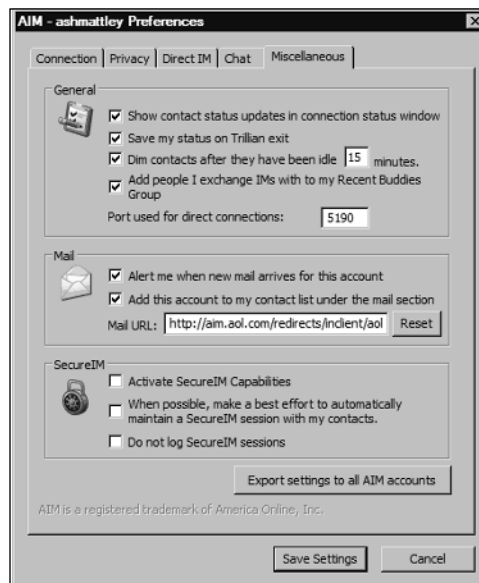 AIM - ashmattley Preferences
Connection Privacy Direct IM Chat Miscellaneous
General
Show contact status updates in connection status window
Save my status on Trillian exit
Dim contacts after they have been idle 15 minutes.
Add people I exchange IMs with to my Recent Buddies
Group
Port used for direct connections: 5190
Mail
Alert me when new mail arrives for this account
Add this account to my contact list under the mail section
Mail URL: http://aim.aol.com/redirects/inclient/aol Reset
SecureIM
Activate SecureIM Capabilities
When possible, make a best effort to automatically
maintain a SecureIM session with my contacts.
Do not log SecureIM sessions
Export settings to all AIM accounts
AIM is a registered trademark of America Online, Inc.
Save Settings Cancel